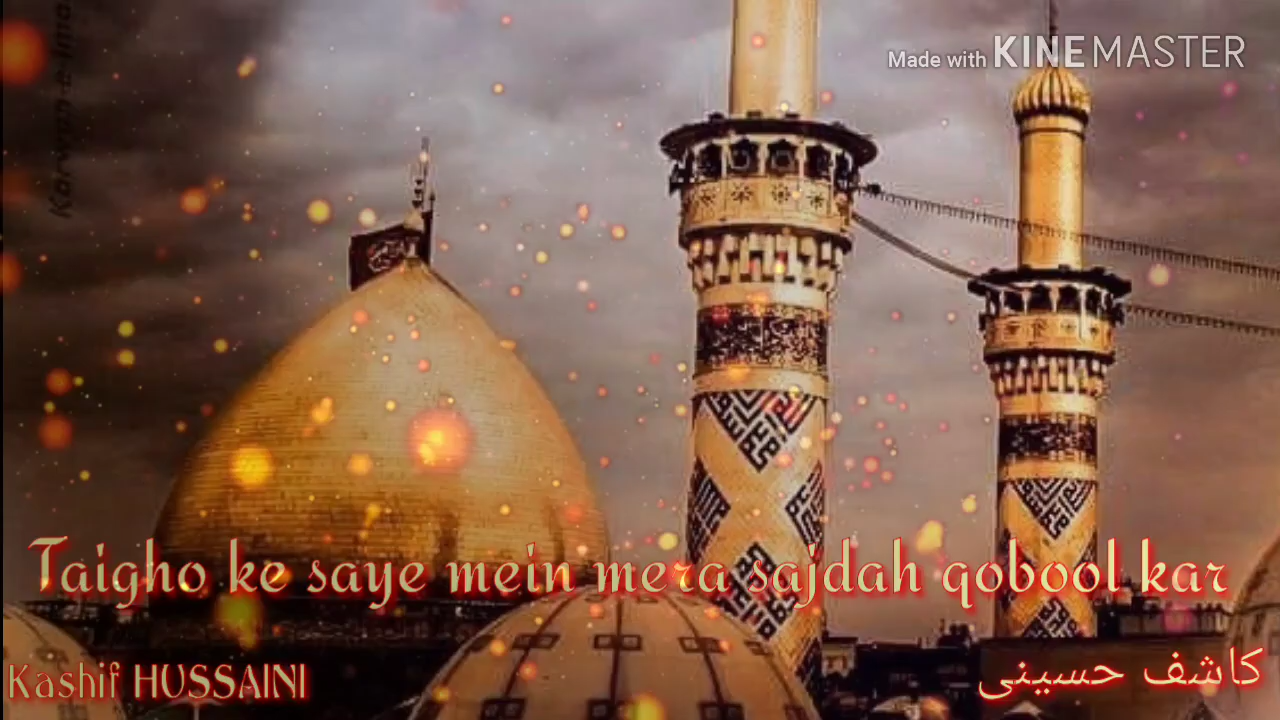 Made with KINEMASTER
Taigho ke saye mein mera sajdah qobool kar
Kashif HUSSAINI
کاشف حسینی